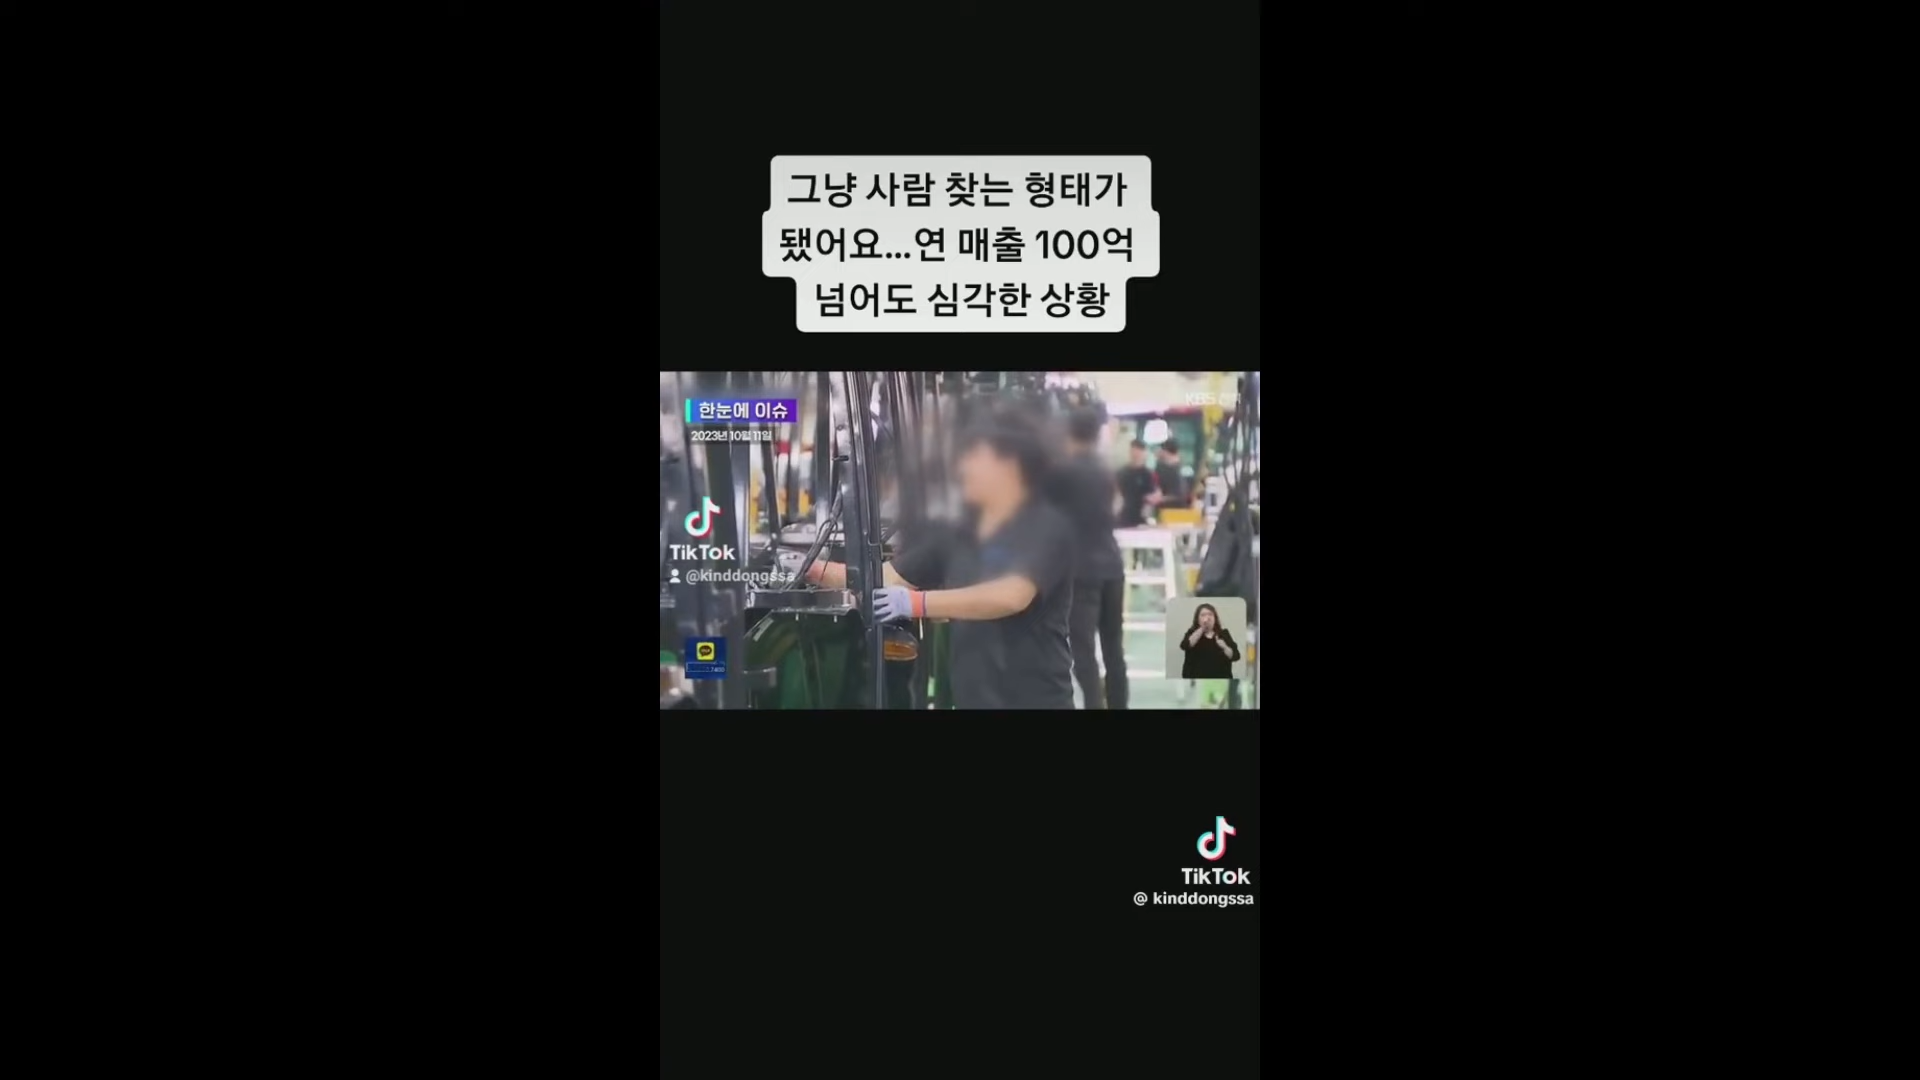 그냥 사람 찾는 형태가
됐어요...연 매출 100억
넘어도 심각한 상황
한눈에 이슈
KBS
2023년 10월 11일
TikTok
@kinddongssa
TikTok
@ kinddongssa